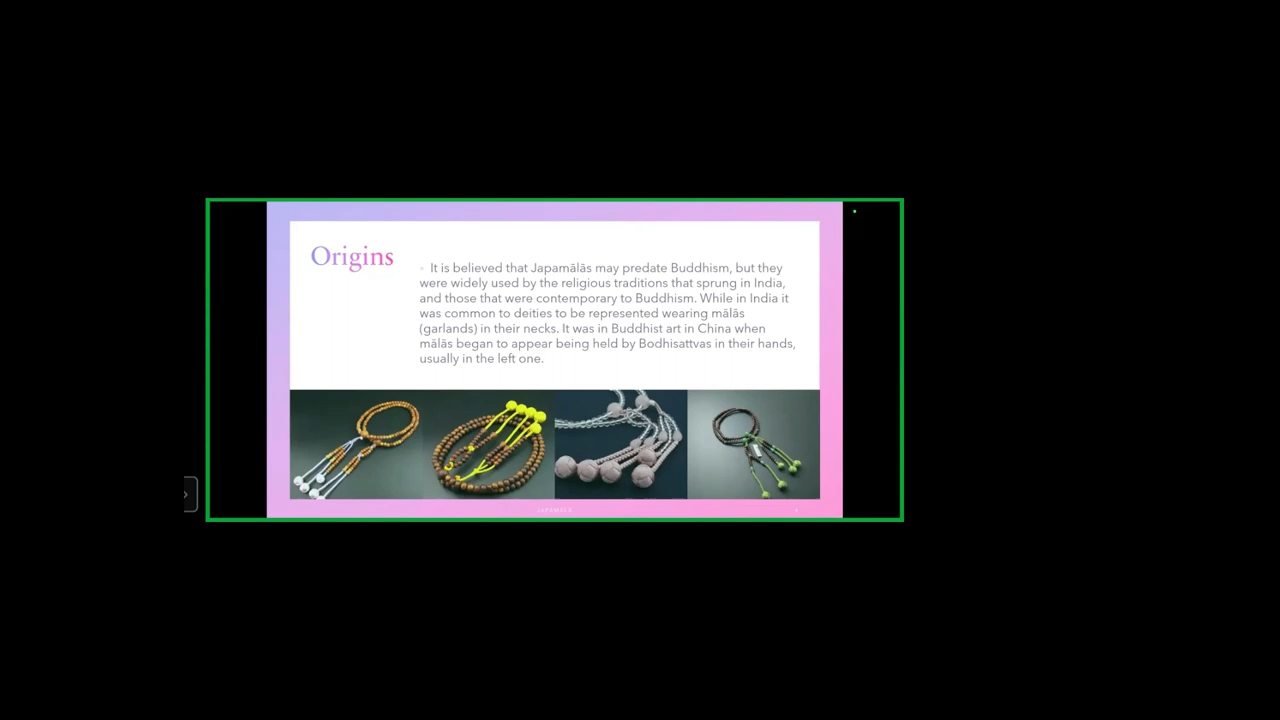 Origins
It is believed that Japamālās may predate Buddhism, but they
were widely used by the religious traditions that sprung in India,
and those that were contemporary to Buddhism. While in India it
was common to deities to be represented wearing mālās
(garlands) in their necks. It was in Buddhist art in China when
mālās began to appear being held by Bodhisattvas in their hands,
usually in the left one.
JAPAMĀLĀ